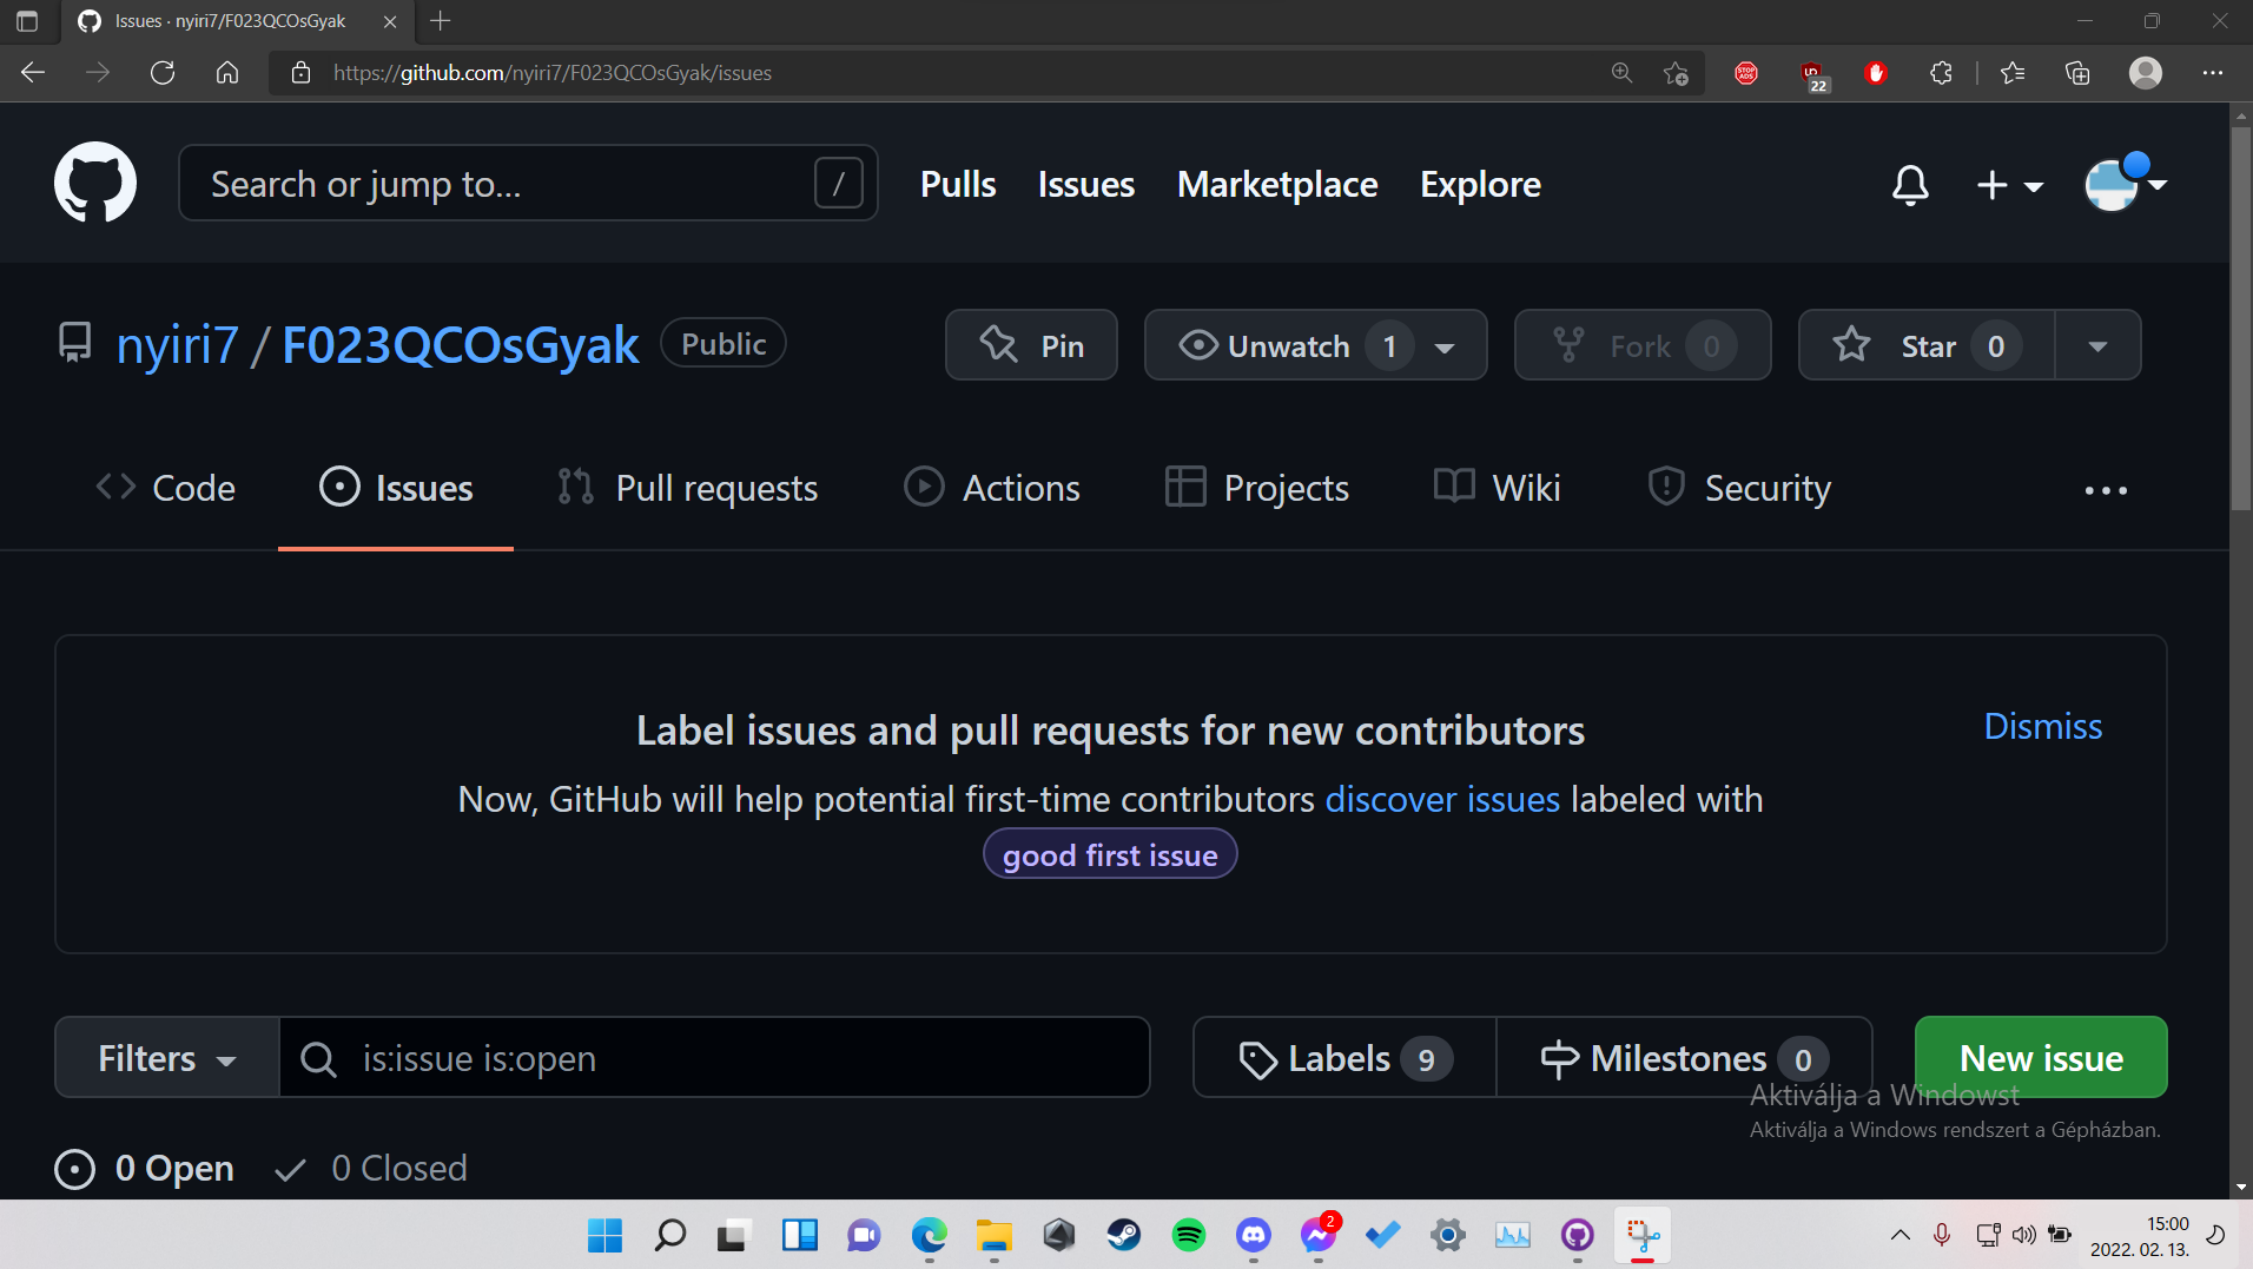 Issues · nyiri7/F023QCOsGyak
https://github.com/nyiri7/F023QCOsGyak/issues
STOP ADS
22
Search or jump to...
/
Pulls Issues Marketplace Explore
nyiri7 / F023QCOsGyak Public
Pin
Unwatch 1
Fork 0
Star 0
Code Issues Pull requests Actions Projects Wiki Security
Label issues and pull requests for new contributors
Dismiss
Now, GitHub will help potential first-time contributors discover issues labeled with
good first issue
Filters
is:issue is:open
Labels 9
Milestones 0
New issue
Aktiválja a Windowst
Aktiválja a Windows rendszert a Gépházban.
0 Open
0 Closed
2
15:00
2022. 02. 13.